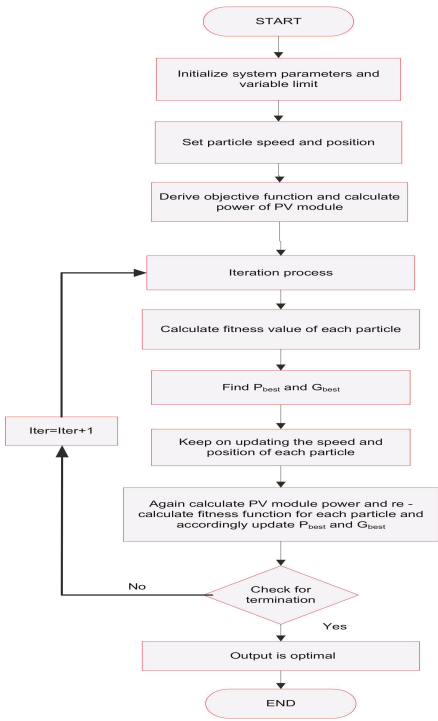 START
Initialize system parameters and
variable limit
Set particle speed and position
Derive objective function and calculate
power of PV module
Iteration process
Calculate fitness value of each particle
Find Pbest and Gbest
Iter=Iter+1
Keep on updating the speed and
position of each particle
Again calculate PV module power and re -
calculate fitness function for each particle and
accordingly update Pbest and Gbest
No
Check for
termination
Yes
Output is optimal
END